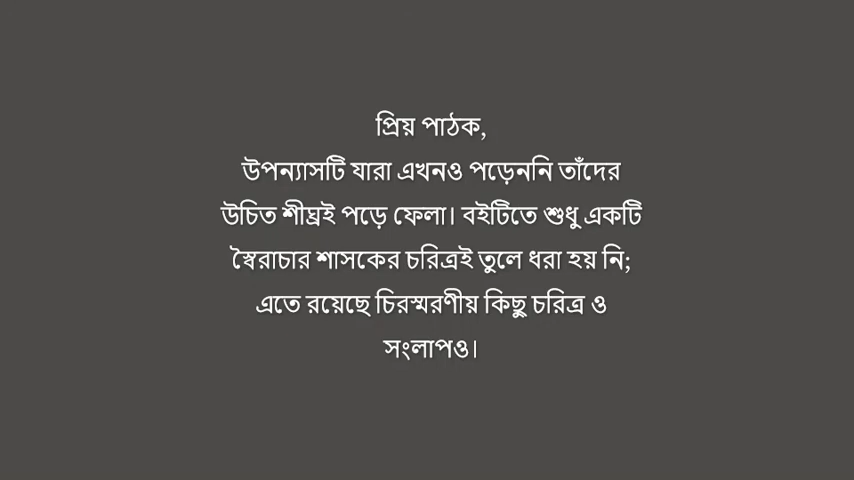 প্রিয় পাঠক,
উপন্যাসটি যারা এখনও পড়েননি তাঁদের
উচিত শীঘ্রই পড়ে ফেলা। বইটিতে শুধু একটি
স্বৈরাচার শাসকের চরিত্রই তুলে ধরা হয় নি;
এতে রয়েছে চিরস্মরণীয় কিছু চরিত্র ও
সংলাপও।